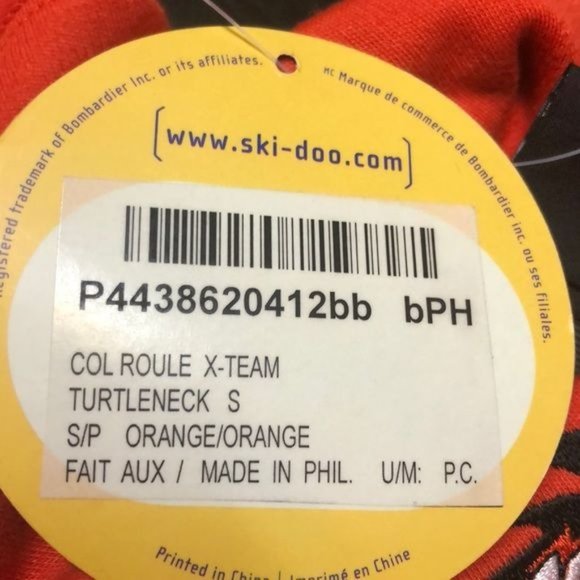 Registered trademark of Bombardier Inc. or its affiliates.
MC Marque de commerce de Bombardier inc. ou ses filiales.
[www.ski-doo.com]
P4438620412bb bPH
COL ROULE X-TEAM
TURTLENECK S
S/P ORANGE/ORANGE
FAIT AUX / MADE IN PHIL. U/M: P.C.
Printed in China | Imprimé en Chine